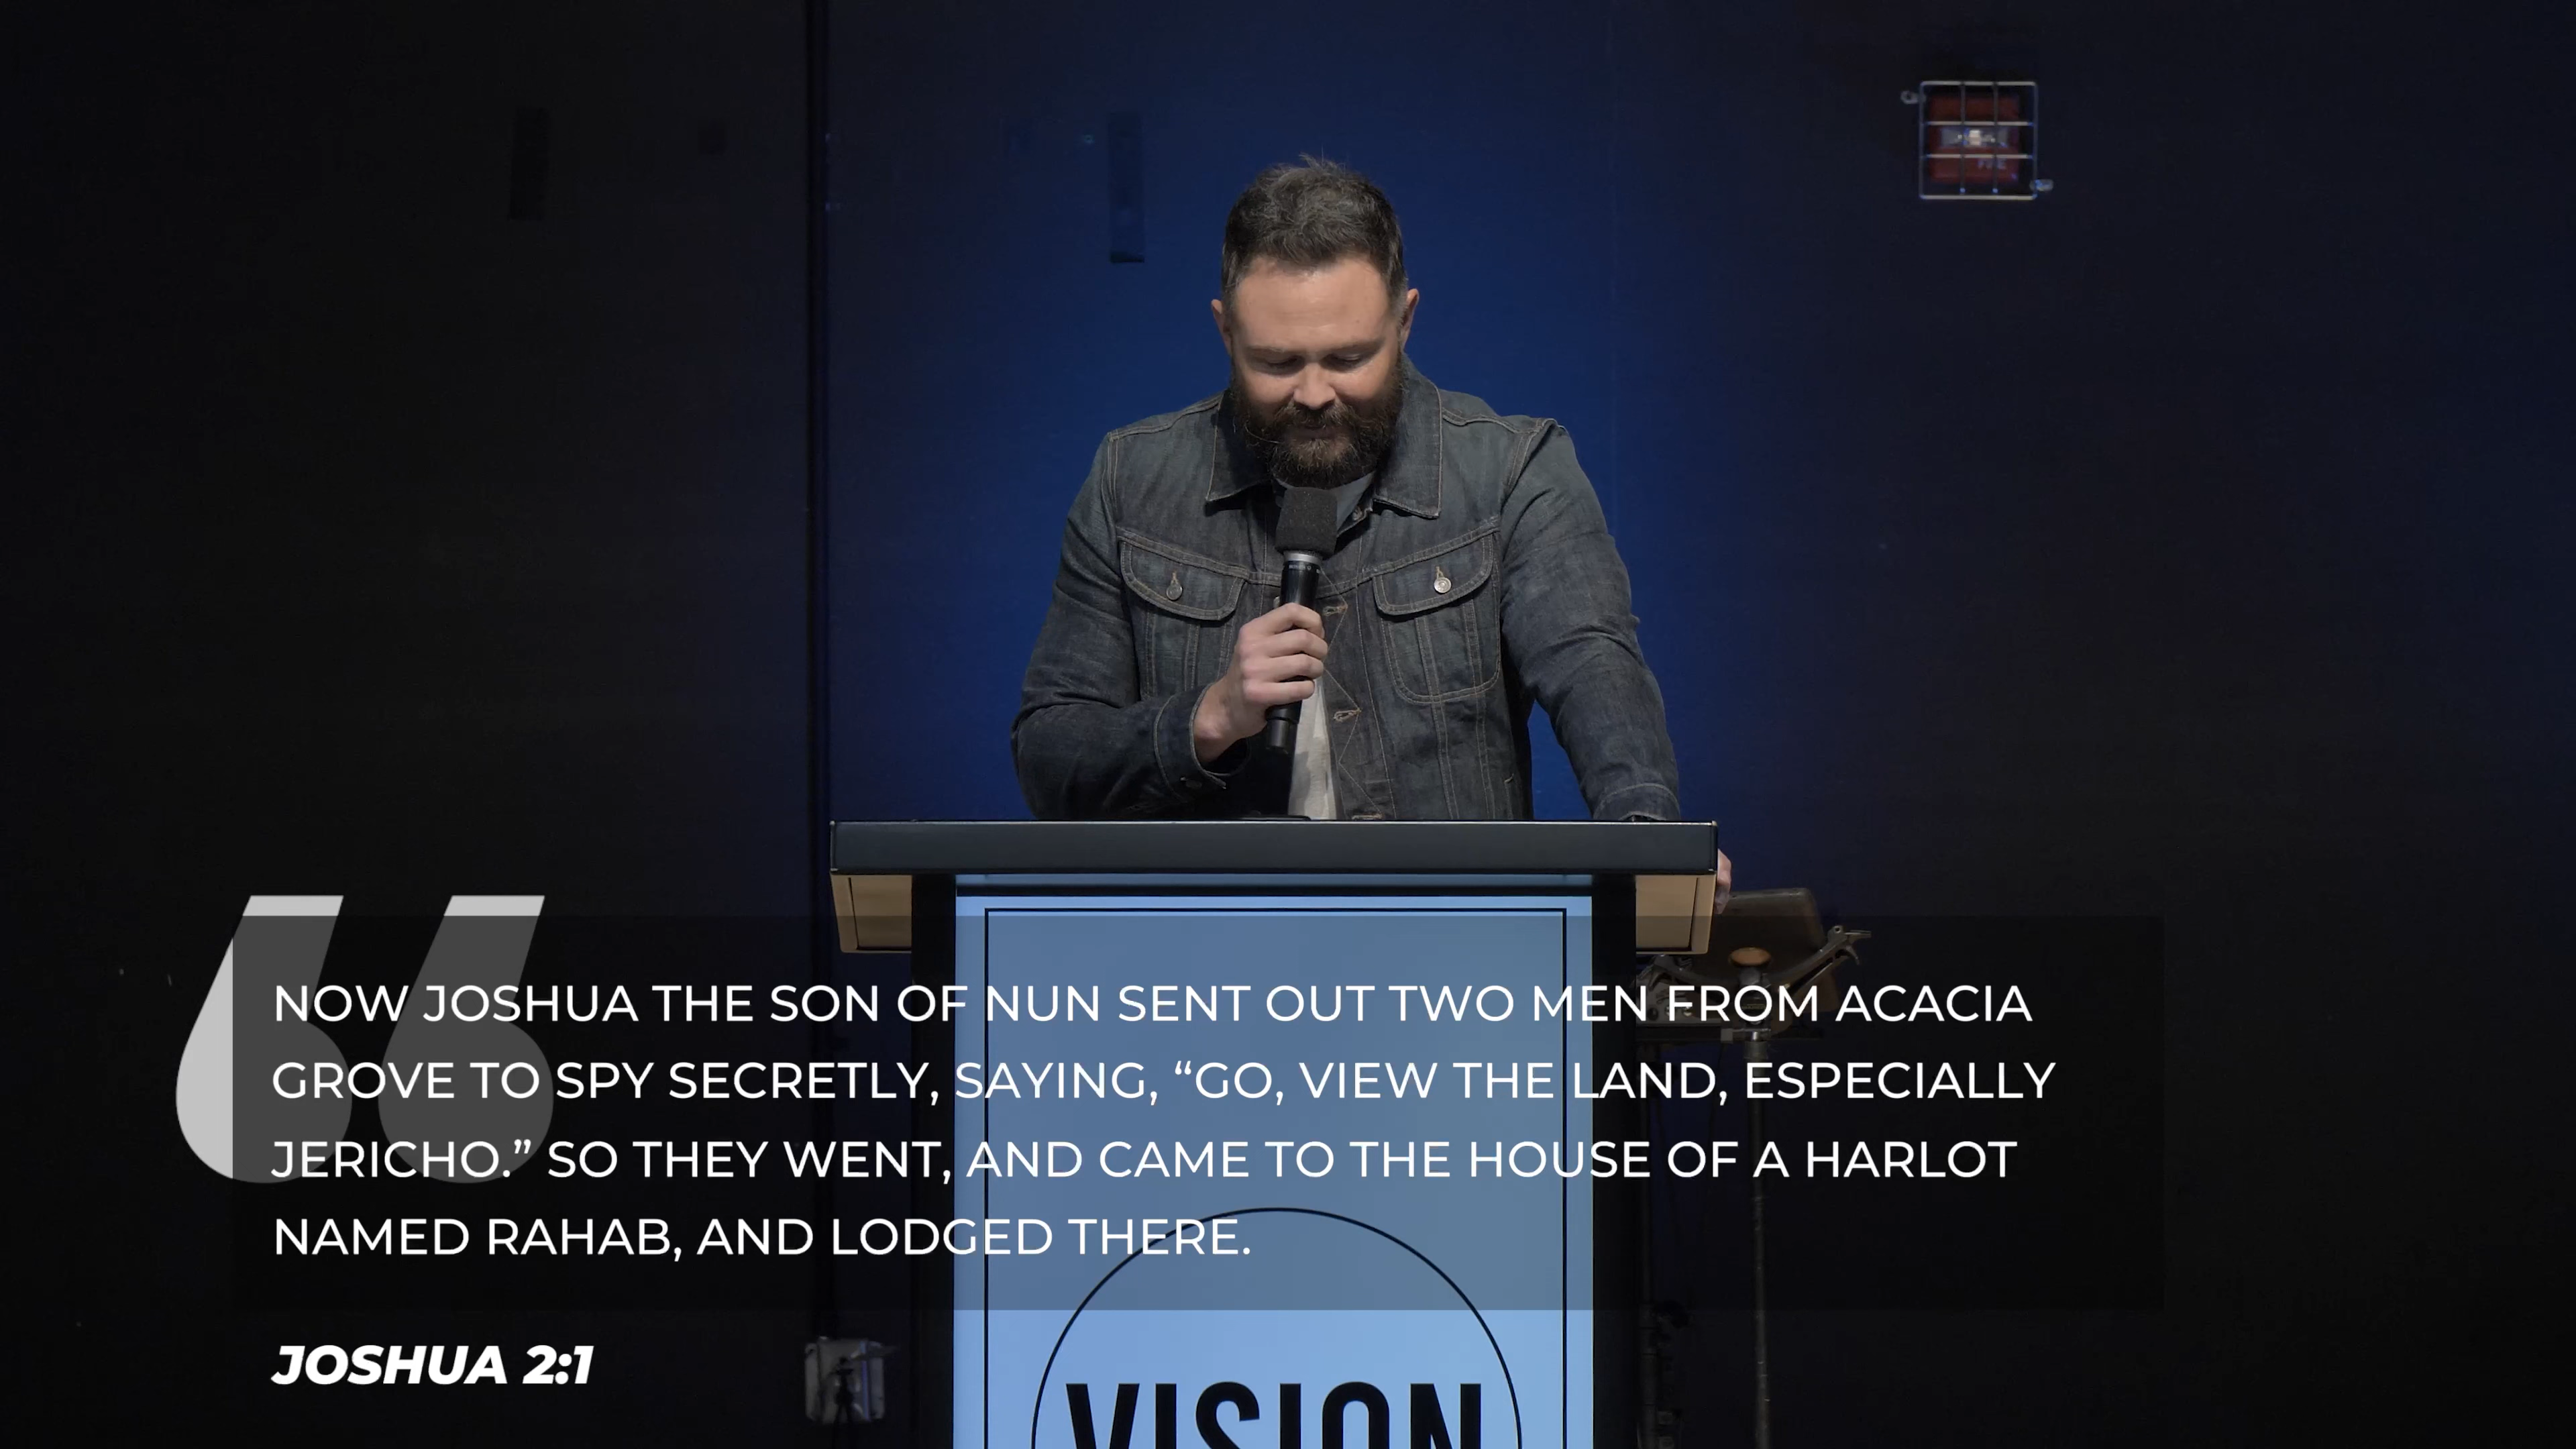 FIRE
NOW JOSHUA THE SON OF NUN SENT OUT TWO MEN FROM ACACIA
GROVE TO SPY SECRETLY, SAYING, “GO, VIEW THE LAND, ESPECIALLY
JERICHO.” SO THEY WENT, AND CAME TO THE HOUSE OF A HARLOT
NAMED RAHAB, AND LODGED THERE.
JOSHUA 2:1
VISION